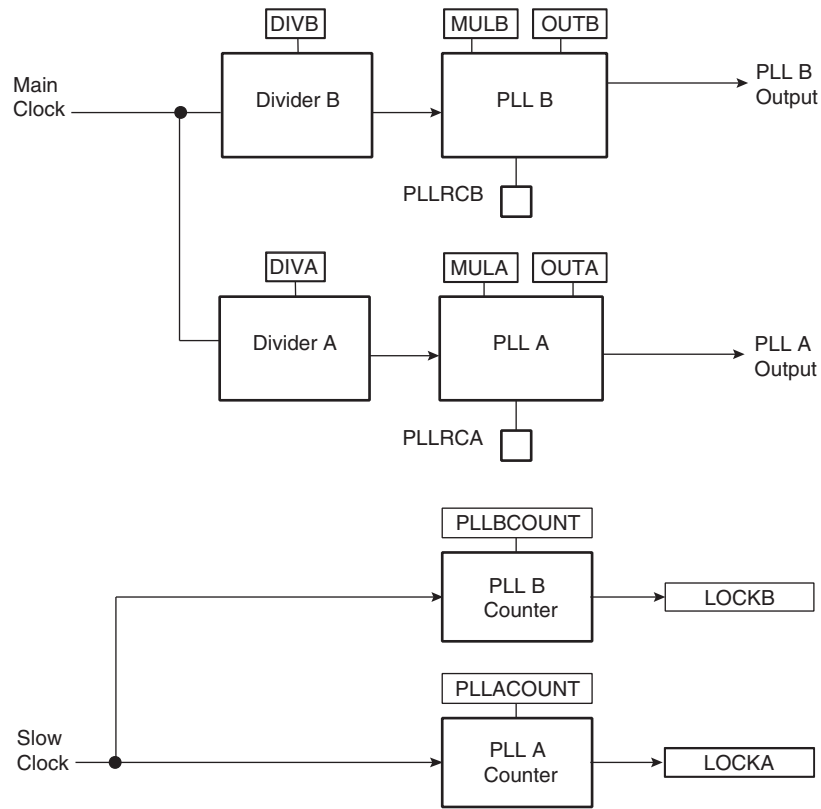 DIVB
MULB
OUTB
Main
Clock
Divider B
PLL B
PLL B
Output
PLLRCB
DIVA
MULA
OUTA
Divider A
PLL A
PLL A
Output
PLLRCA
PLLBCOUNT
PLL B
Counter
LOCKB
PLLACOUNT
Slow
Clock
PLL A
Counter
LOCKA